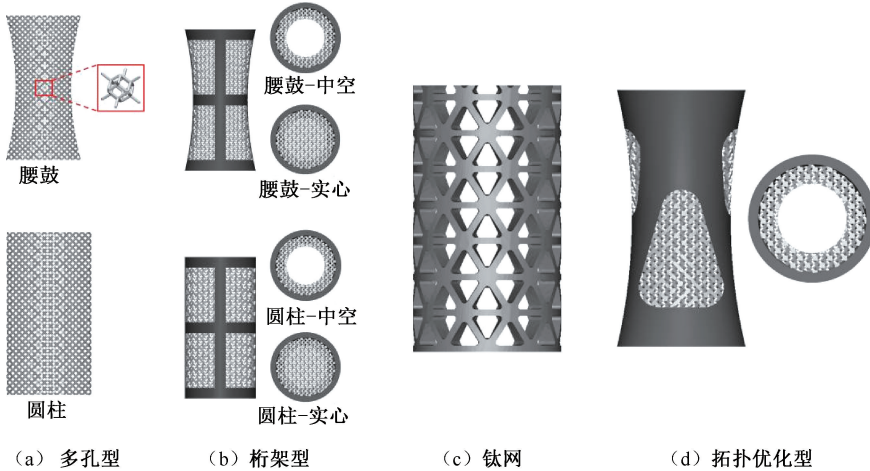 腰鼓
圆柱
腰鼓-中空
腰鼓-实心
圆柱-中空
圆柱-实心
(a) 多孔型
(b) 桁架型
(c) 钛网
(d) 拓扑优化型